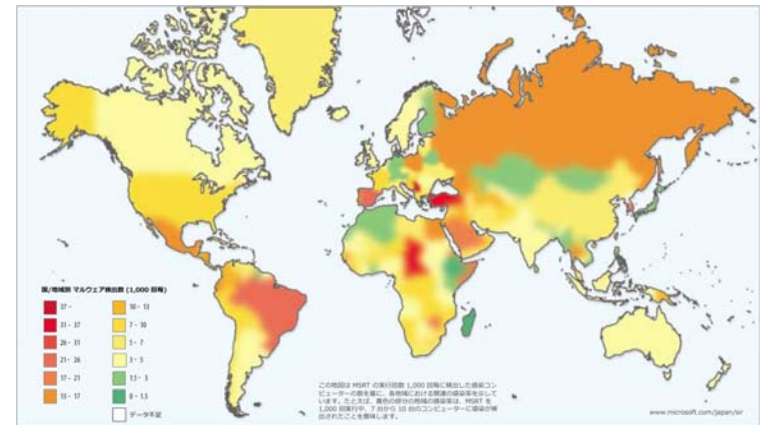 国/地域別 マルウェア検出数 (1,000 回毎)
37 -
31 - 37
26 - 31
21 - 26
17 - 21
13 - 17
10 - 13
7 - 10
5 - 7
3 - 5
1.5 - 3
0 - 1.5
データ不足
この地図は MSRT の実行回数 1,000 回毎に検出した感染コン
ピューターの数を基に、各地域における関連の感染率を示して
います。たとえば、黄色の部分の地域の感染率は、MSRT を
1,000 回実行中、7 台から 10 台のコンピューターに感染が検
出されたことを意味します。
www.microsoft.com/japan/sir